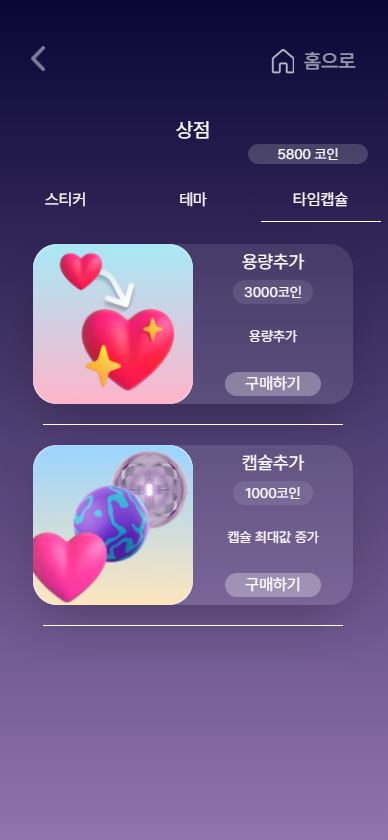 홈으로
상점
5800 코인
스티커 테마 타임캡슐
용량추가
3000코인
용량추가
구매하기
캡슐추가
1000코인
캡슐 최대값 증가
구매하기